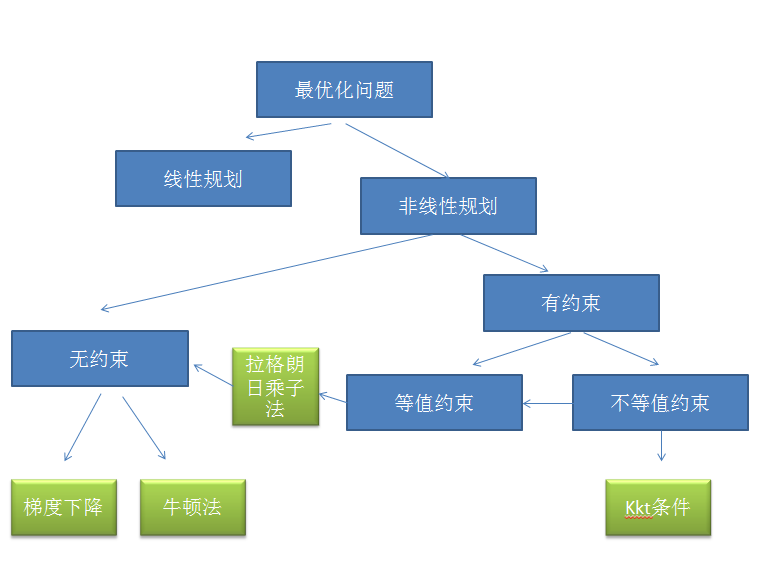 最优化问题
线性规划
非线性规划
有约束
无约束
拉格朗
日乘子
法
等值约束
不等值约束
梯度下降
牛顿法
Kkt条件